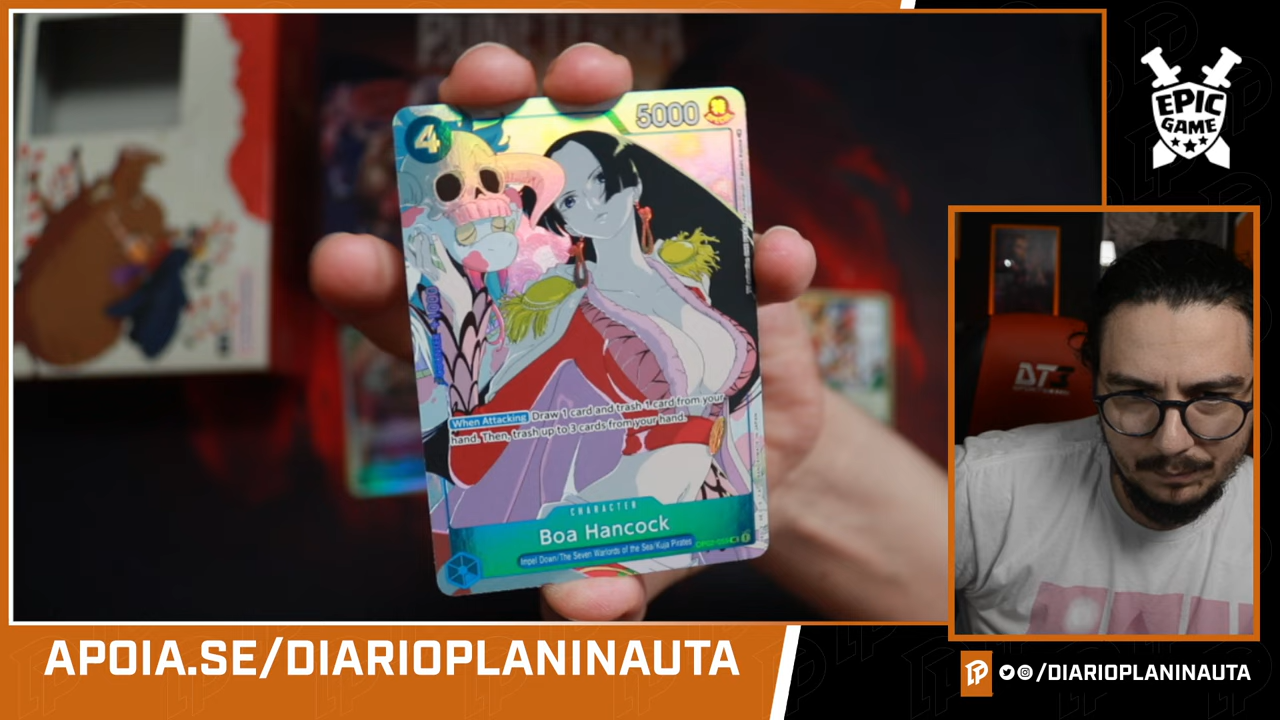 EPIC
GAME
4
5000
When Attacking Draw 1 card and trash 1 card from your
hand. Then, trash up to 3 cards from your hand.
CHARACTER
Boa Hancock
Impel Down/The Seven Warlords of the Sea/Kuja Pirates
DT3
APOIA.SE/DIARIOPLANINAUTA
/DIARIOPLANINAUTA